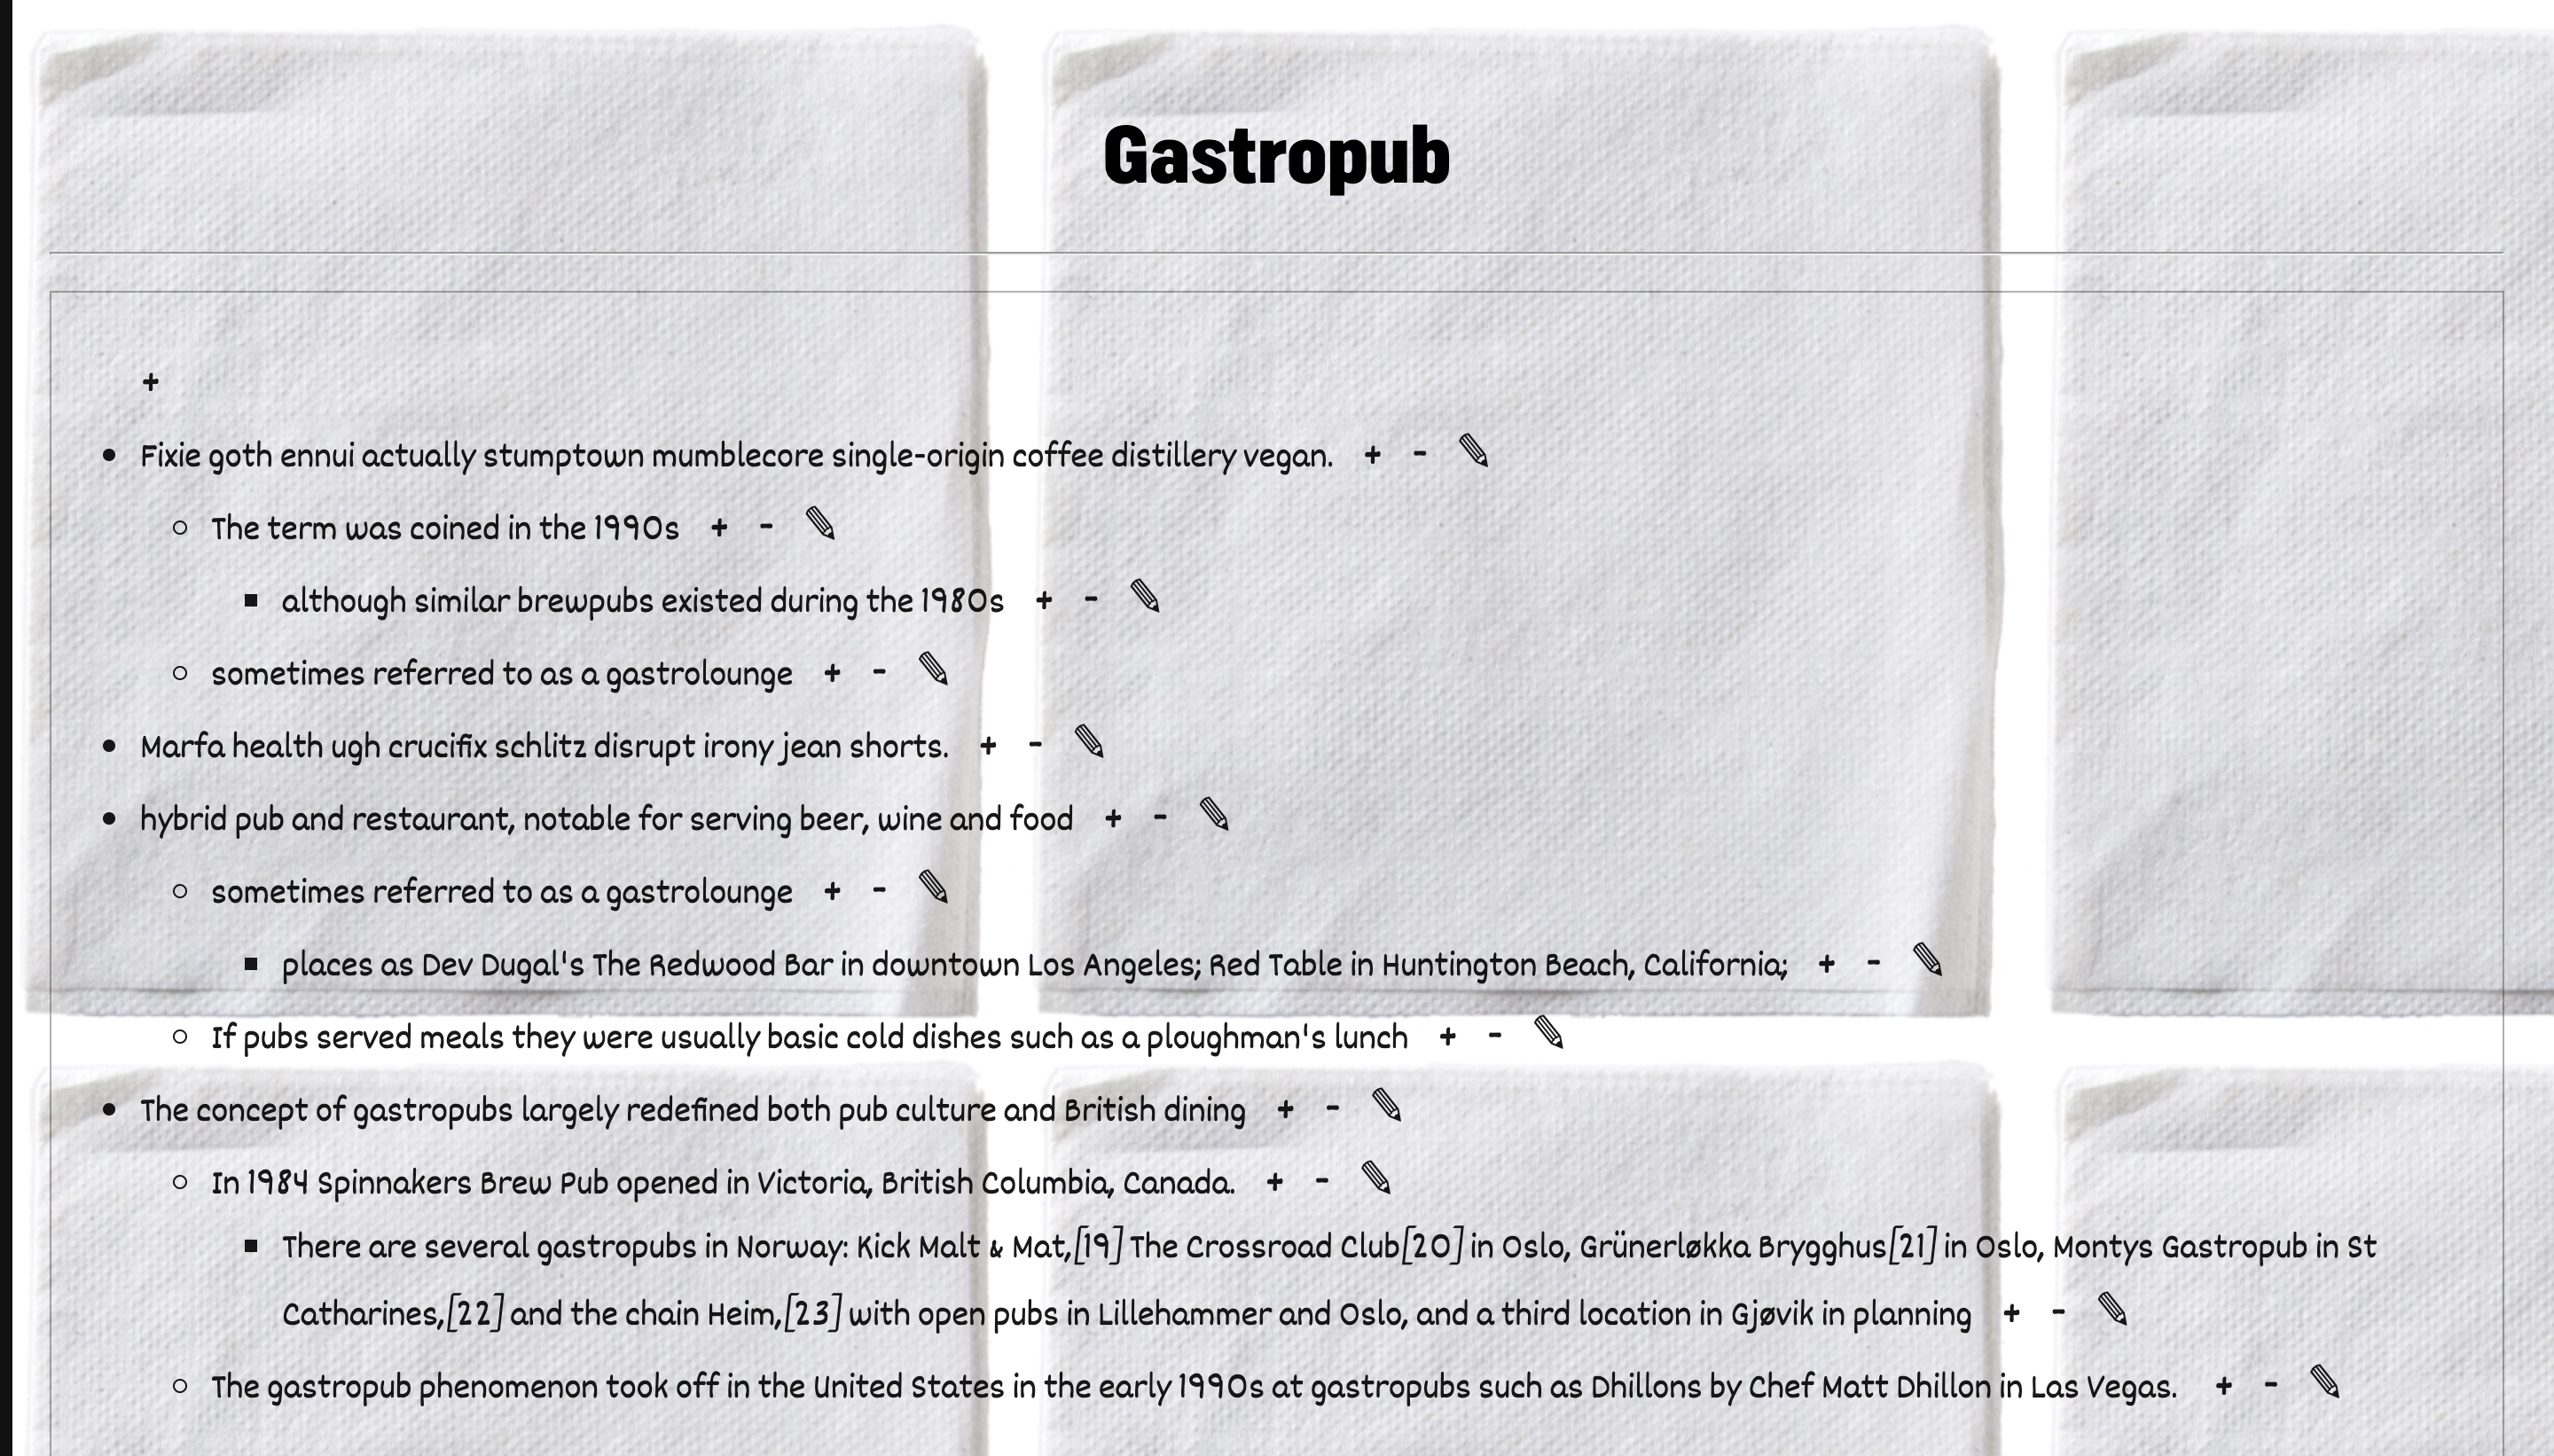 Gastropub
+
Fixie goth ennui actually stumptown mumblecore single-origin coffee distillery vegan. + -
The term was coined in the 1990s + -
although similar brewpubs existed during the 1980s + -
sometimes referred to as a gastrolounge + -
Marfa health ugh crucifix schlitz disrupt irony jean shorts. + -
hybrid pub and restaurant, notable for serving beer, wine and food + -
sometimes referred to as a gastrolounge + -
places as Dev Dugal's The Redwood Bar in downtown Los Angeles; Red Table in Huntington Beach, California; + -
If pubs served meals they were usually basic cold dishes such as a ploughman's lunch + -
The concept of gastropubs largely redefined both pub culture and British dining + -
In 1984 Spinnakers Brew Pub opened in Victoria, British Columbia, Canada. + -
There are several gastropubs in Norway: Kick Malt & Mat,[19] The Crossroad Club[20] in Oslo, Grünerløkka Brygghus[21] in Oslo, Montys Gastropub in St
Catharines,[22] and the chain Heim,[23] with open pubs in Lillehammer and Oslo, and a third location in Gjøvik in planning + -
The gastropub phenomenon took off in the United States in the early 1990s at gastropubs such as Dhillons by Chef Matt Dhillon in Las Vegas. + -